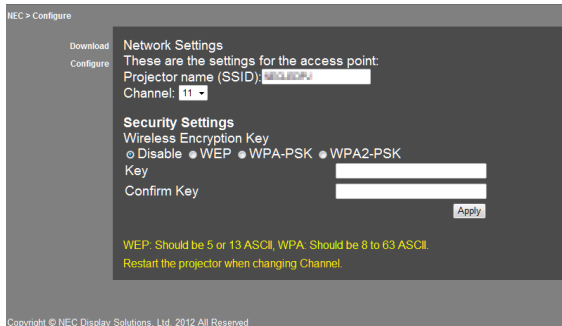 NEC > Configure
Download
Configure
Network Settings
These are the settings for the access point:
Projector name (SSID):
Channel: 11
Security Settings
Wireless Encryption Key
Disable WEP WPA-PSK WPA2-PSK
Key
Confirm Key
Apply
WEP: Should be 5 or 13 ASCII, WPA: Should be 8 to 63 ASCII.
Restart the projector when changing Channel.
Copyright © NEC Display Solutions, Ltd. 2012 All Reserved